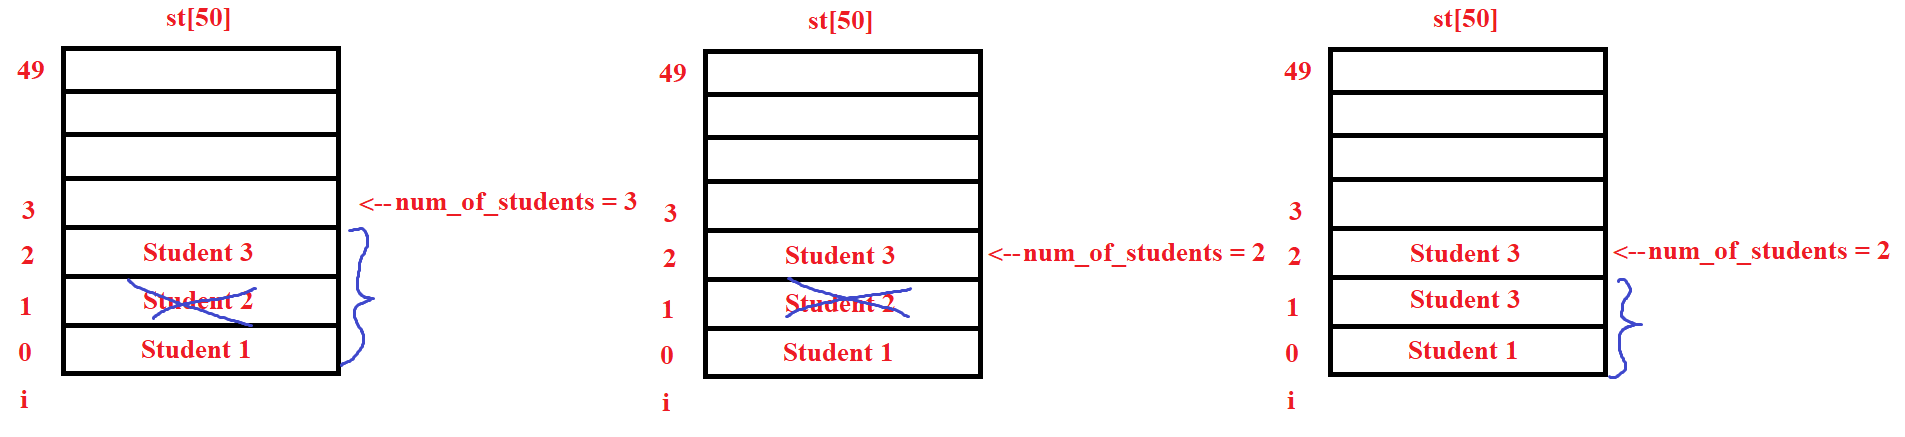 st[50]
49
3
<--num_of_students = 3
2
Student 3
1
Student 2
0
Student 1
i
st[50]
49
3
2
Student 3
<--num_of_students = 2
1
Student 2
0
Student 1
i
st[50]
49
3
2
Student 3
<--num_of_students = 2
1
Student 3
0
Student 1
i